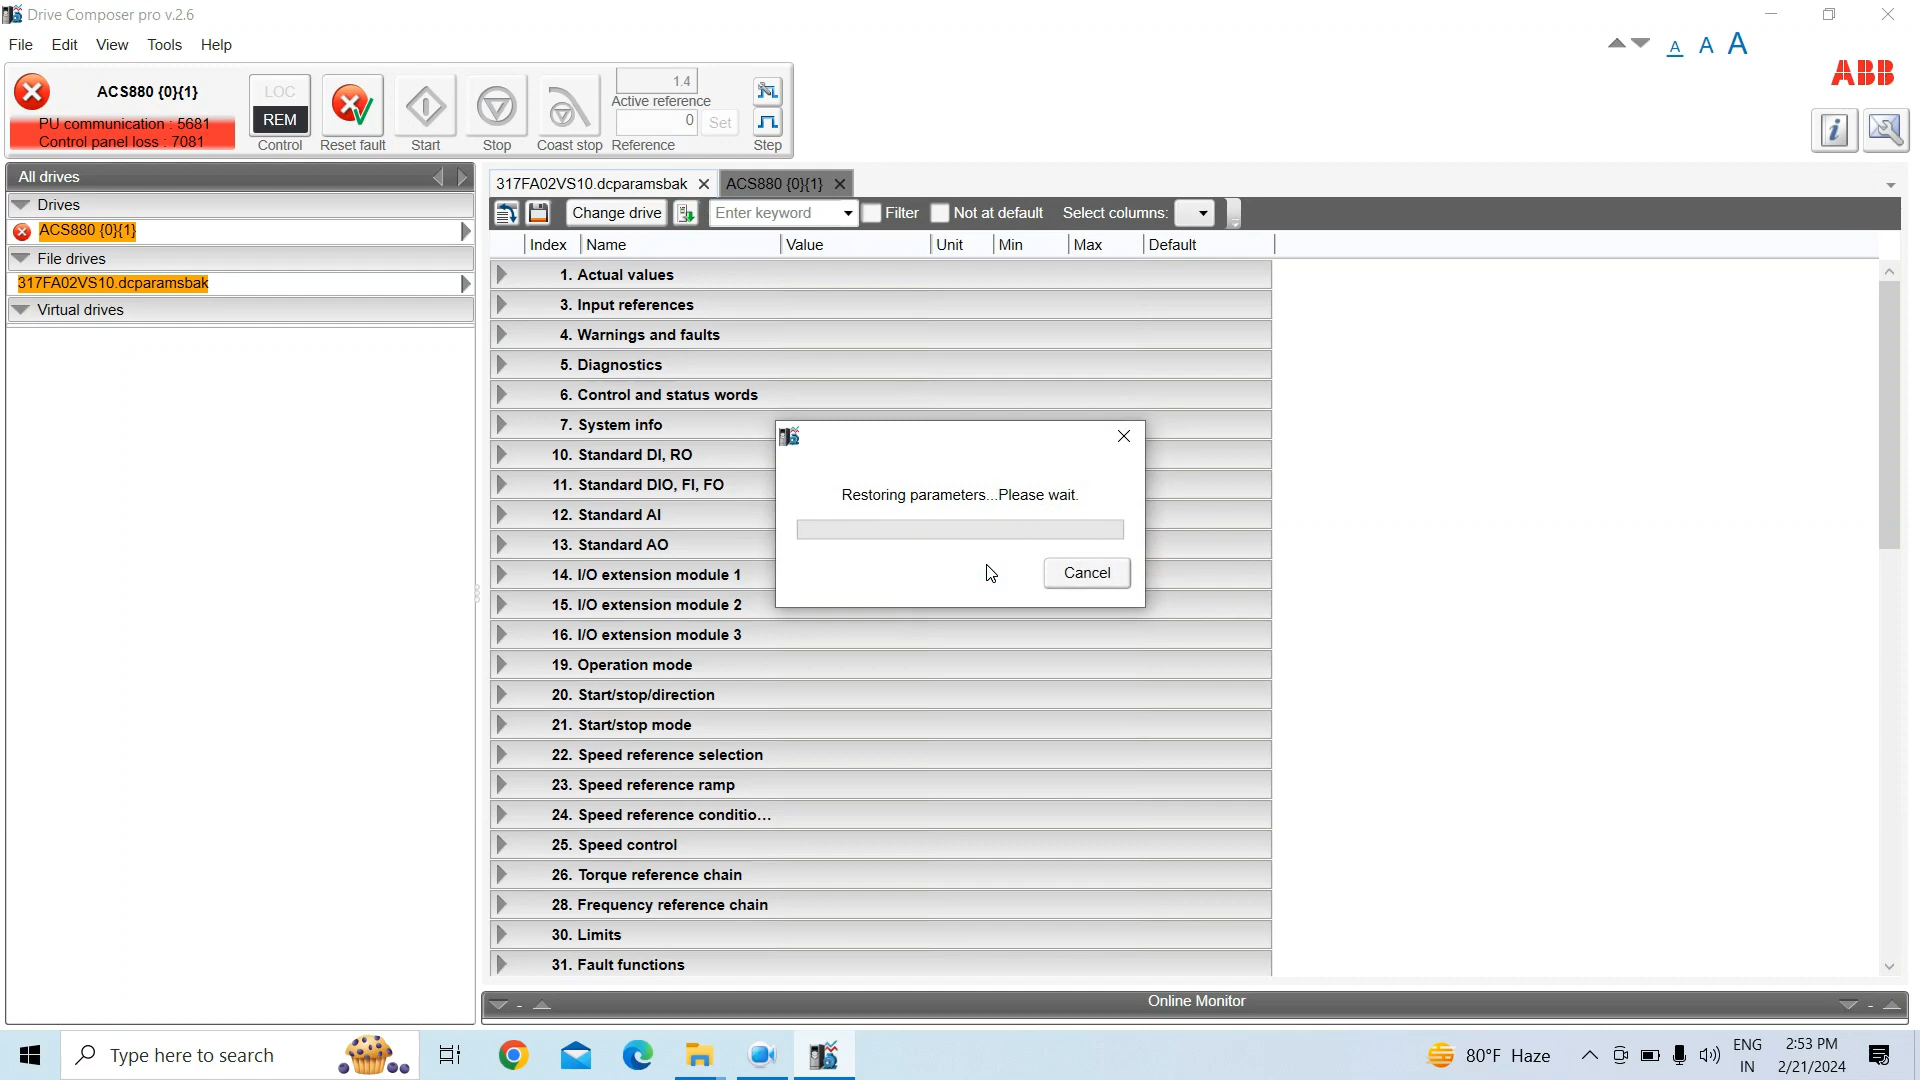 Drive Composer pro v.2.6
File Edit View Tools Help
A A A
ABB
ACS880 {0}{1}
PU communication : 5681
Control panel loss : 7081
LOC
REM
Control
Reset fault
Start
Stop
Coast stop
1.4
Active reference
0 Set
Reference
Step
All drives
Drives
ACS880 {0}{1}
File drives
317FA02VS10.dcparamsbak
Virtual drives
317FA02VS10.dcparamsbak ACS880 {0}{1}
Change drive Enter keyword Filter Not at default Select columns:
Index Name Value Unit Min Max Default
1. Actual values
3. Input references
4. Warnings and faults
5. Diagnostics
6. Control and status words
7. System info
10. Standard DI, RO
11. Standard DIO, FI, FO
12. Standard AI
13. Standard AO
14. I/O extension module 1
15. I/O extension module 2
16. I/O extension module 3
19. Operation mode
20. Start/stop/direction
21. Start/stop mode
22. Speed reference selection
23. Speed reference ramp
24. Speed reference conditio...
25. Speed control
26. Torque reference chain
28. Frequency reference chain
30. Limits
31. Fault functions
Restoring parameters...Please wait.
Cancel
Online Monitor
Type here to search
80°F Haze
ENG
IN
2:53 PM
2/21/2024